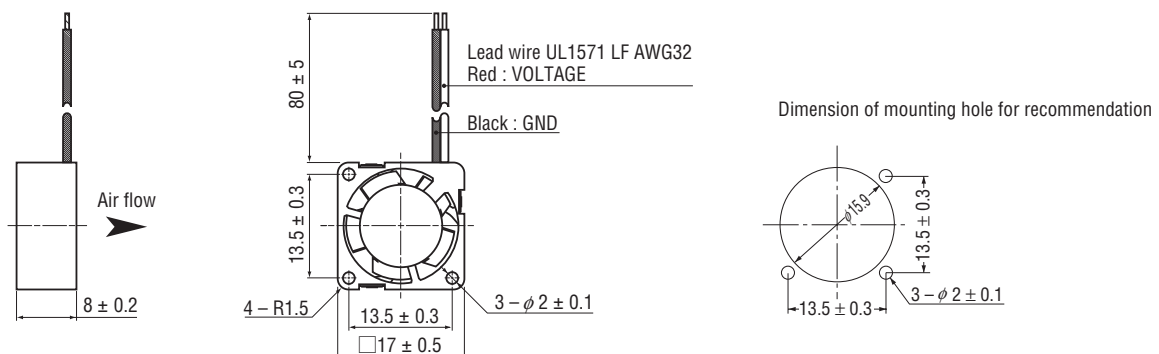 80 ± 5
Lead wire UL1571 LF AWG32
Red : VOLTAGE
Black : GND
Air flow
8 ± 0.2
13.5 ± 0.3
4 – R1.5
13.5 ± 0.3
□17 ± 0.5
3 – ϕ 2 ± 0.1
Dimension of mounting hole for recommendation
ϕ15.9
13.5 ± 0.3
3 – ϕ 2 ± 0.1
13.5 ± 0.3